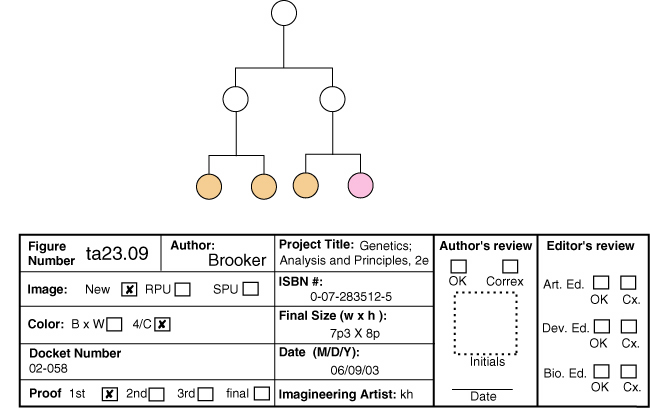 Figure Number ta23.09
Author: Brooker
Project Title: Genetics; Analysis and Principles, 2e
Author's review
Editor's review
Image: New ✘ RPU SPU
ISBN #: 0-07-283512-5
OK Correx
Art. Ed. OK Cx.
Color: B x W 4/C ✘
Final Size (w x h): 7p3 X 8p
Dev. Ed. OK Cx.
Docket Number
02-058
Date (M/D/Y): 06/09/03
Initials
Bio. Ed. OK Cx.
Proof 1st ✘ 2nd 3rd final
Imagineering Artist: kh
Date